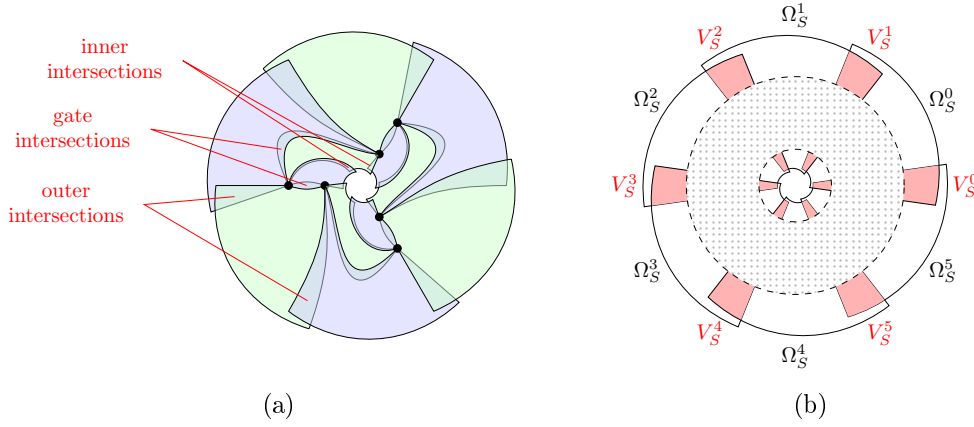 inner
intersections
gate
intersections
outer
intersections
(a)
Ω_S^1
V_S^2
V_S^1
Ω_S^2
Ω_S^0
V_S^3
V_S^0
Ω_S^3
Ω_S^5
V_S^4
V_S^5
Ω_S^4
(b)